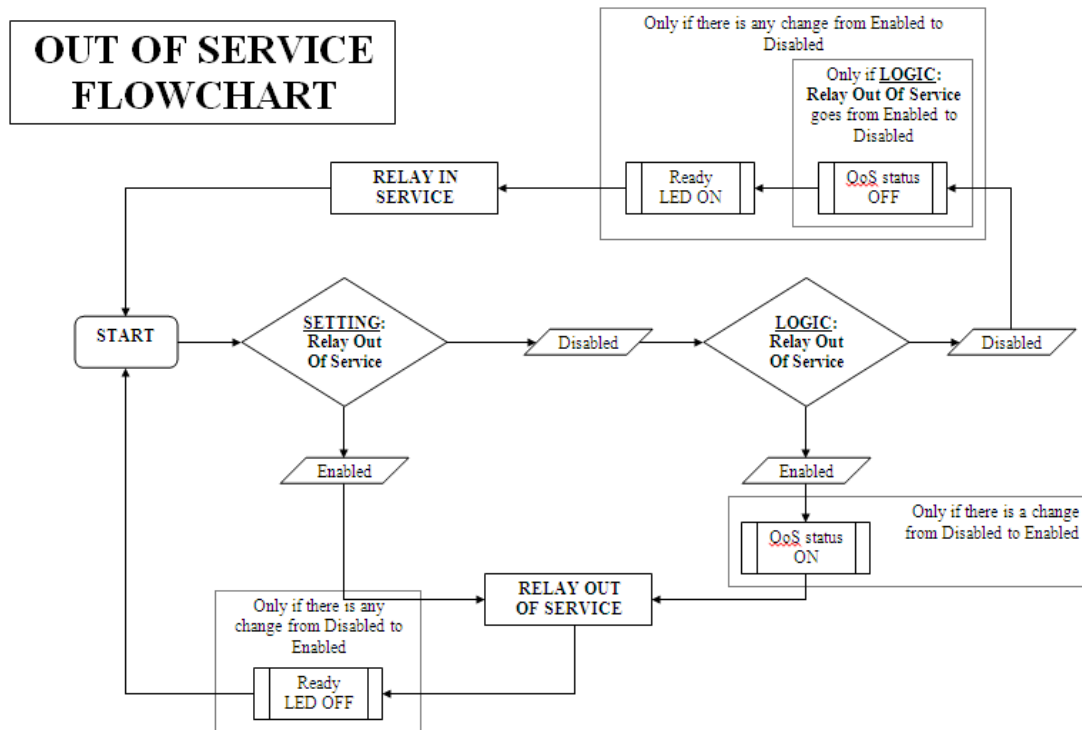 OUT OF SERVICE
FLOWCHART
Only if there is any change from Enabled to
Disabled
Only if LOGIC:
Relay Out Of Service
goes from Enabled to
Disabled
RELAY IN
SERVICE
Ready
LED ON
QoS status
OFF
START
SETTING:
Relay Out
Of Service
Disabled
LOGIC:
Relay Out
Of Service
Disabled
Enabled
Enabled
Only if there is a change
from Disabled to Enabled
QoS status
ON
RELAY OUT
OF SERVICE
Only if there is any
change from Disabled to
Enabled
Ready
LED OFF